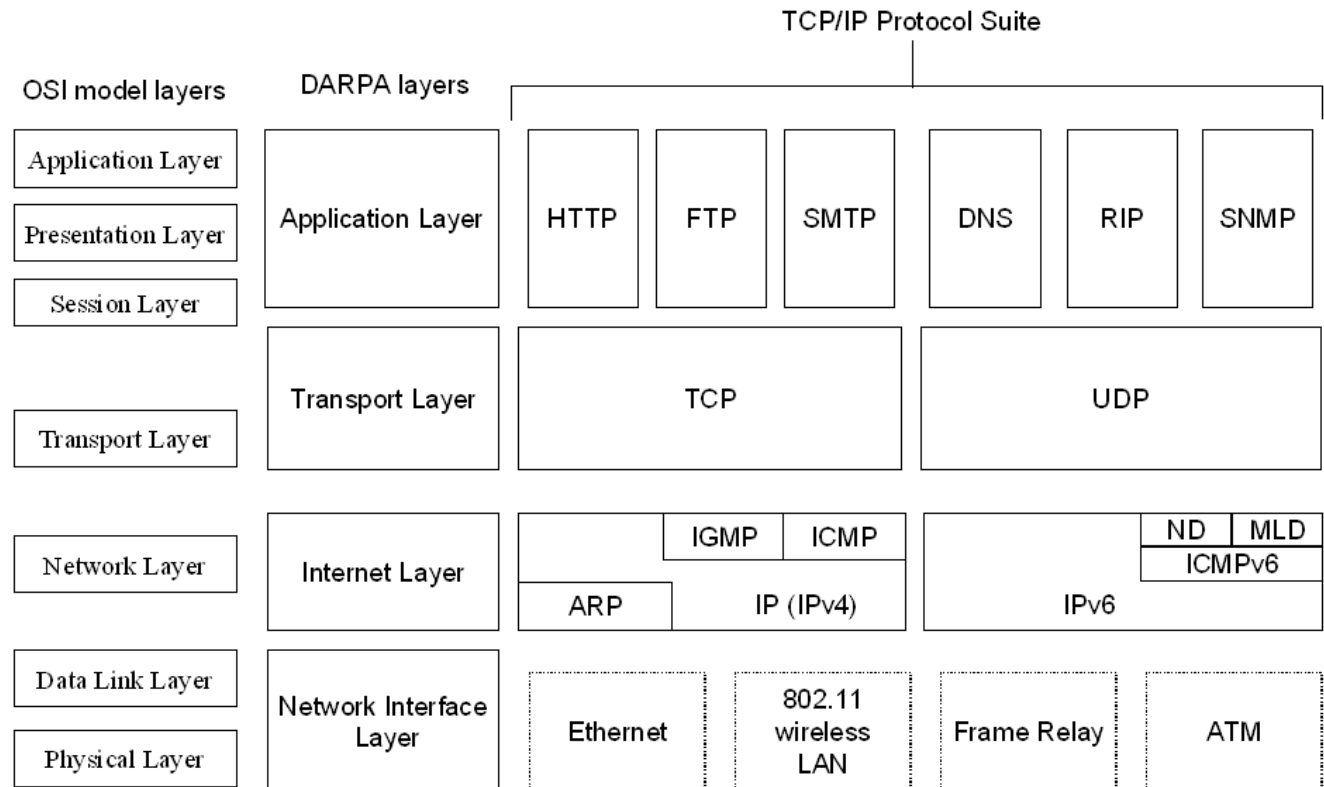 TCP/IP Protocol Suite
OSI model layers
DARPA layers
Application Layer
Presentation Layer
Session Layer
Application Layer
HTTP
FTP
SMTP
DNS
RIP
SNMP
Transport Layer
Transport Layer
TCP
UDP
Network Layer
Internet Layer
IGMP
ICMP
ARP
IP (IPv4)
ND
MLD
ICMPv6
IPv6
Data Link Layer
Physical Layer
Network Interface
Layer
Ethernet
802.11
wireless
LAN
Frame Relay
ATM